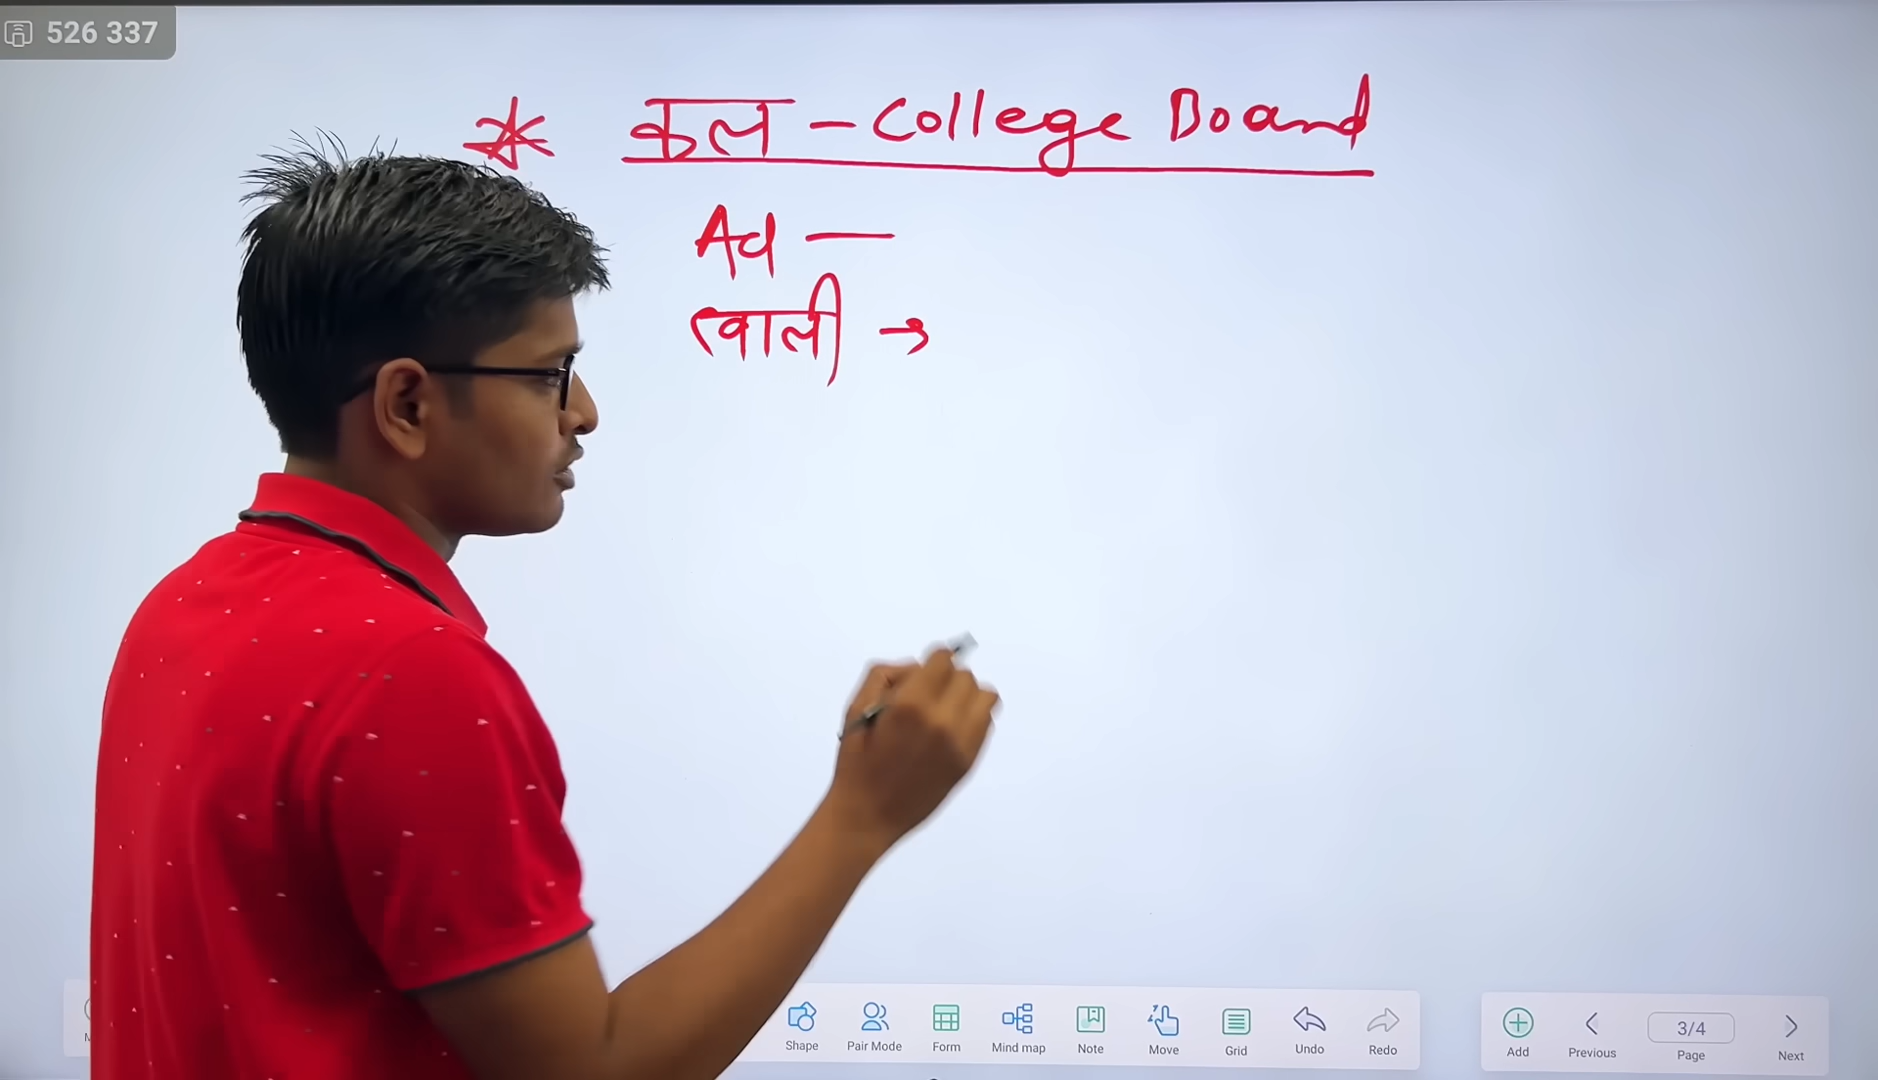 526 337
* कल - College Board
Ad —
खाली →
Shape Pair Mode Form Mind map Note Move Grid Undo Redo
Add Previous 3/4 Page Next